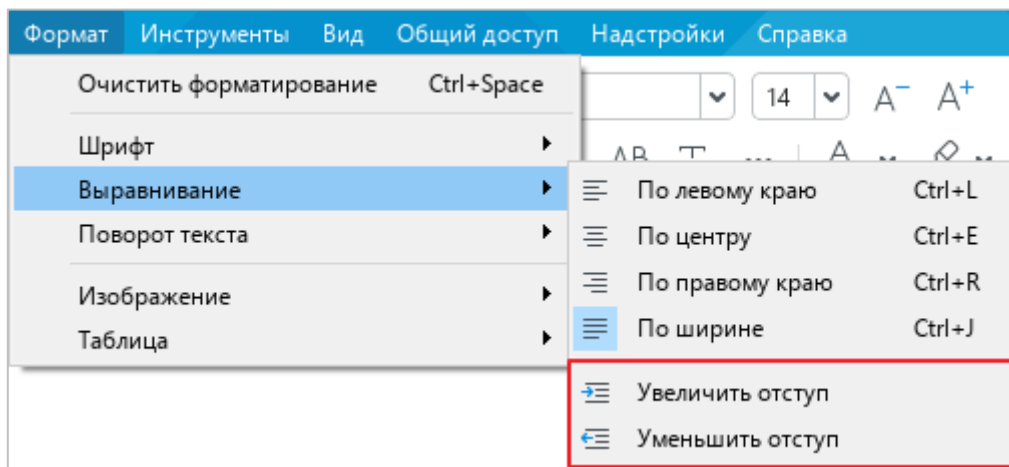 Формат Инструменты Вид Общий доступ Надстройки Справка
Очистить форматирование Ctrl+Space
14 A⁻ A⁺
Шрифт
Выравнивание
Поворот текста
Изображение
Таблица
По левому краю Ctrl+L
По центру Ctrl+E
По правому краю Ctrl+R
По ширине Ctrl+J
Увеличить отступ
Уменьшить отступ